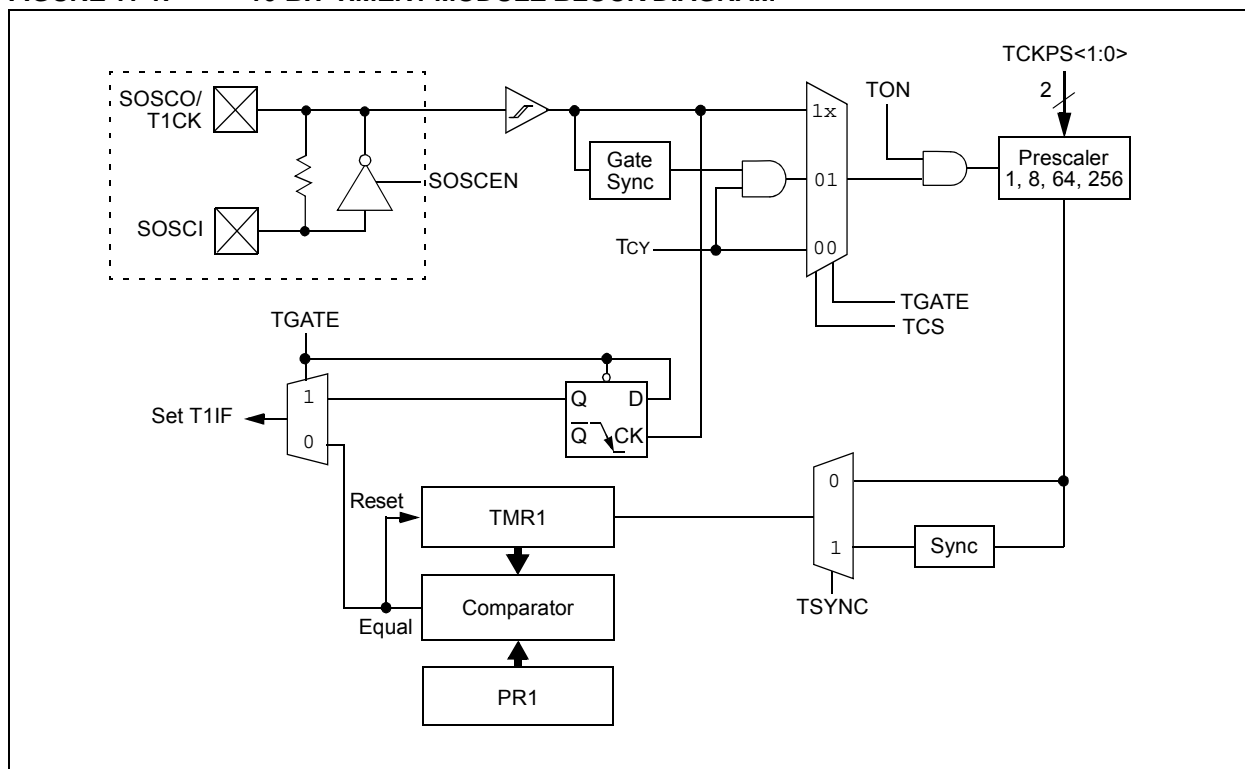 TCKPS<1:0>
2
SOSCO/
T1CK
SOSCI
SOSCEN
Gate
Sync
TCY
1x
01
00
TON
Prescaler
1, 8, 64, 256
TGATE
TCS
TGATE
1
0
Set T1IF
Q
D
Q
CK
Reset
TMR1
Equal
Comparator
PR1
0
1
Sync
TSYNC